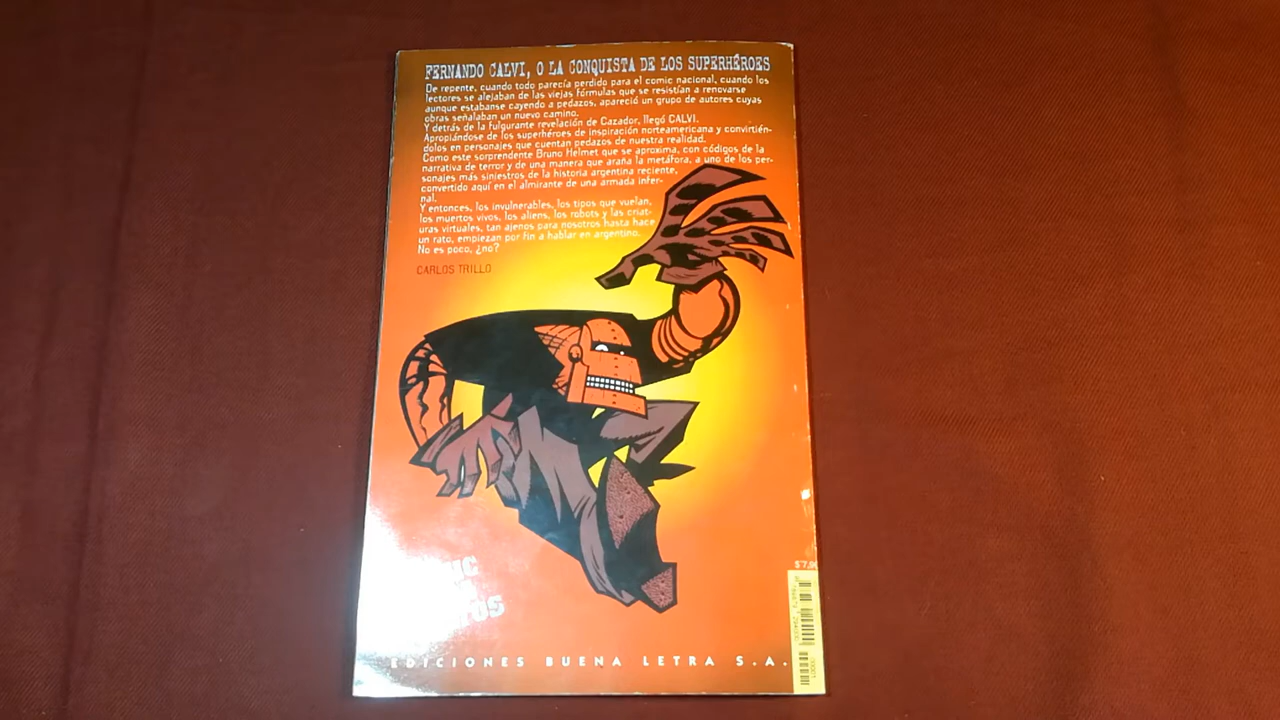 FERNANDO CALVI, O LA CONQUISTA DE LOS SUPERHÉROES
De repente, cuando todo parecía perdido para el comic nacional, cuando los
lectores se alejaban de las viejas fórmulas que se resistían a renovarse
aunque estabanse cayendo a pedazos, apareció un grupo de autores cuyas
obras señalaban un nuevo camino.
Y detrás de la fulgurante revelación de Cazador, llegó CALVI.
Apropiándose de los superhéroes de inspiración norteamericana y convirtién-
dolos en personajes que cuentan pedazos de nuestra realidad.
Como este sorprendente Bruno Helmet que se aproxima, con códigos de la
narrativa de terror y de una manera que araña la metáfora, a uno de los per-
sonajes más siniestros de la historia argentina reciente,
convertido aquí en el almirante de una armada infer-
nal.
Y entonces, los invulnerables, los tipos que vuelan,
los muertos vivos, los aliens, los robots y las criat-
uras virtuales, tan ajenos para nosotros hasta hace
un rato, empiezan por fin a hablar en argentino.
No es poco, ¿no?
CARLOS TRILLO
$ 7,90
EDICIONES BUENA LETRA S.A.